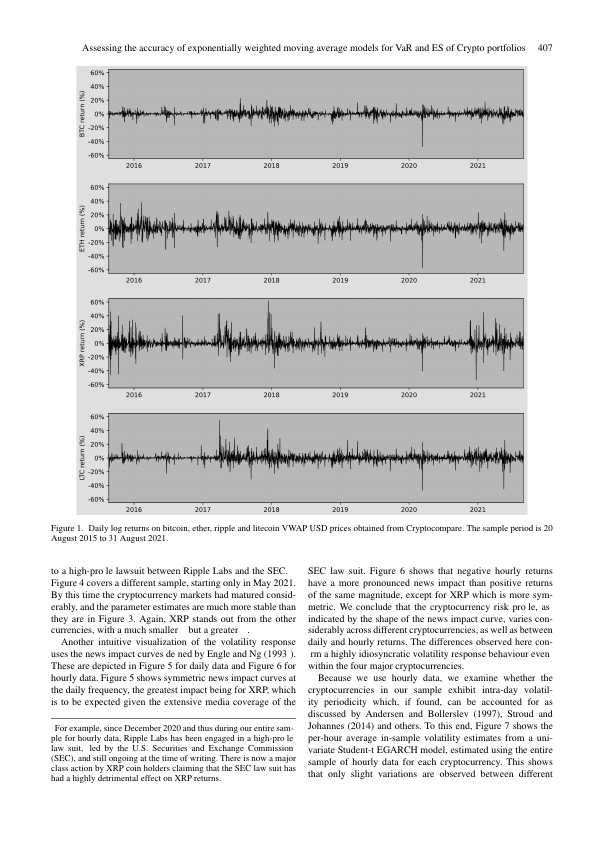 Assessing the accuracy of exponentially weighted moving average models for VaR and ES of Crypto portfolios 407
60%
40%
20%
0%
-20%
-40%
-60%
BTC return (%)
2016 2017 2018 2019 2020 2021
60%
40%
20%
0%
-20%
-40%
-60%
ETH return (%)
2016 2017 2018 2019 2020 2021
60%
40%
20%
0%
-20%
-40%
-60%
XRP return (%)
2016 2017 2018 2019 2020 2021
60%
40%
20%
0%
-20%
-40%
-60%
LTC return (%)
2016 2017 2018 2019 2020 2021
Figure 1. Daily log returns on bitcoin, ether, ripple and litecoin VWAP USD prices obtained from Cryptocompare. The sample period is 20
August 2015 to 31 August 2021.
to a high-pro le lawsuit between Ripple Labs and the SEC.
Figure 4 covers a different sample, starting only in May 2021.
By this time the cryptocurrency markets had matured consid-
erably, and the parameter estimates are much more stable than
they are in Figure 3. Again, XRP stands out from the other
currencies, with a much smaller but a greater .
Another intuitive visualization of the volatility response
uses the news impact curves de ned by Engle and Ng (1993 ).
These are depicted in Figure 5 for daily data and Figure 6 for
hourly data. Figure 5 shows symmetric news impact curves at
the daily frequency, the greatest impact being for XRP, which
is to be expected given the extensive media coverage of the
For example, since December 2020 and thus during our entire sam-
ple for hourly data, Ripple Labs has been engaged in a high-pro le
law suit, led by the U.S. Securities and Exchange Commission
(SEC), and still ongoing at the time of writing. There is now a major
class action by XRP coin holders claiming that the SEC law suit has
had a highly detrimental effect on XRP returns.
SEC law suit. Figure 6 shows that negative hourly returns
have a more pronounced news impact than positive returns
of the same magnitude, except for XRP which is more sym-
metric. We conclude that the cryptocurrency risk pro le, as
indicated by the shape of the news impact curve, varies con-
siderably across different cryptocurrencies, as well as between
daily and hourly returns. The differences observed here con-
rm a highly idiosyncratic volatility response behaviour even
within the four major cryptocurrencies.
Because we use hourly data, we examine whether the
cryptocurrencies in our sample exhibit intra-day volatil-
ity periodicity which, if found, can be accounted for as
discussed by Andersen and Bollerslev (1997), Stroud and
Johannes (2014) and others. To this end, Figure 7 shows the
per-hour average in-sample volatility estimates from a uni-
variate Student-t EGARCH model, estimated using the entire
sample of hourly data for each cryptocurrency. This shows
that only slight variations are observed between different